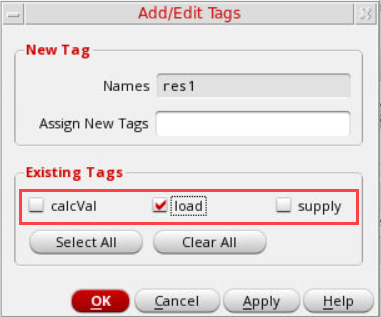 Add/Edit Tags
New Tag
Names res1
Assign New Tags
Existing Tags
calcVal load supply
Select All Clear All
OK Cancel Apply Help